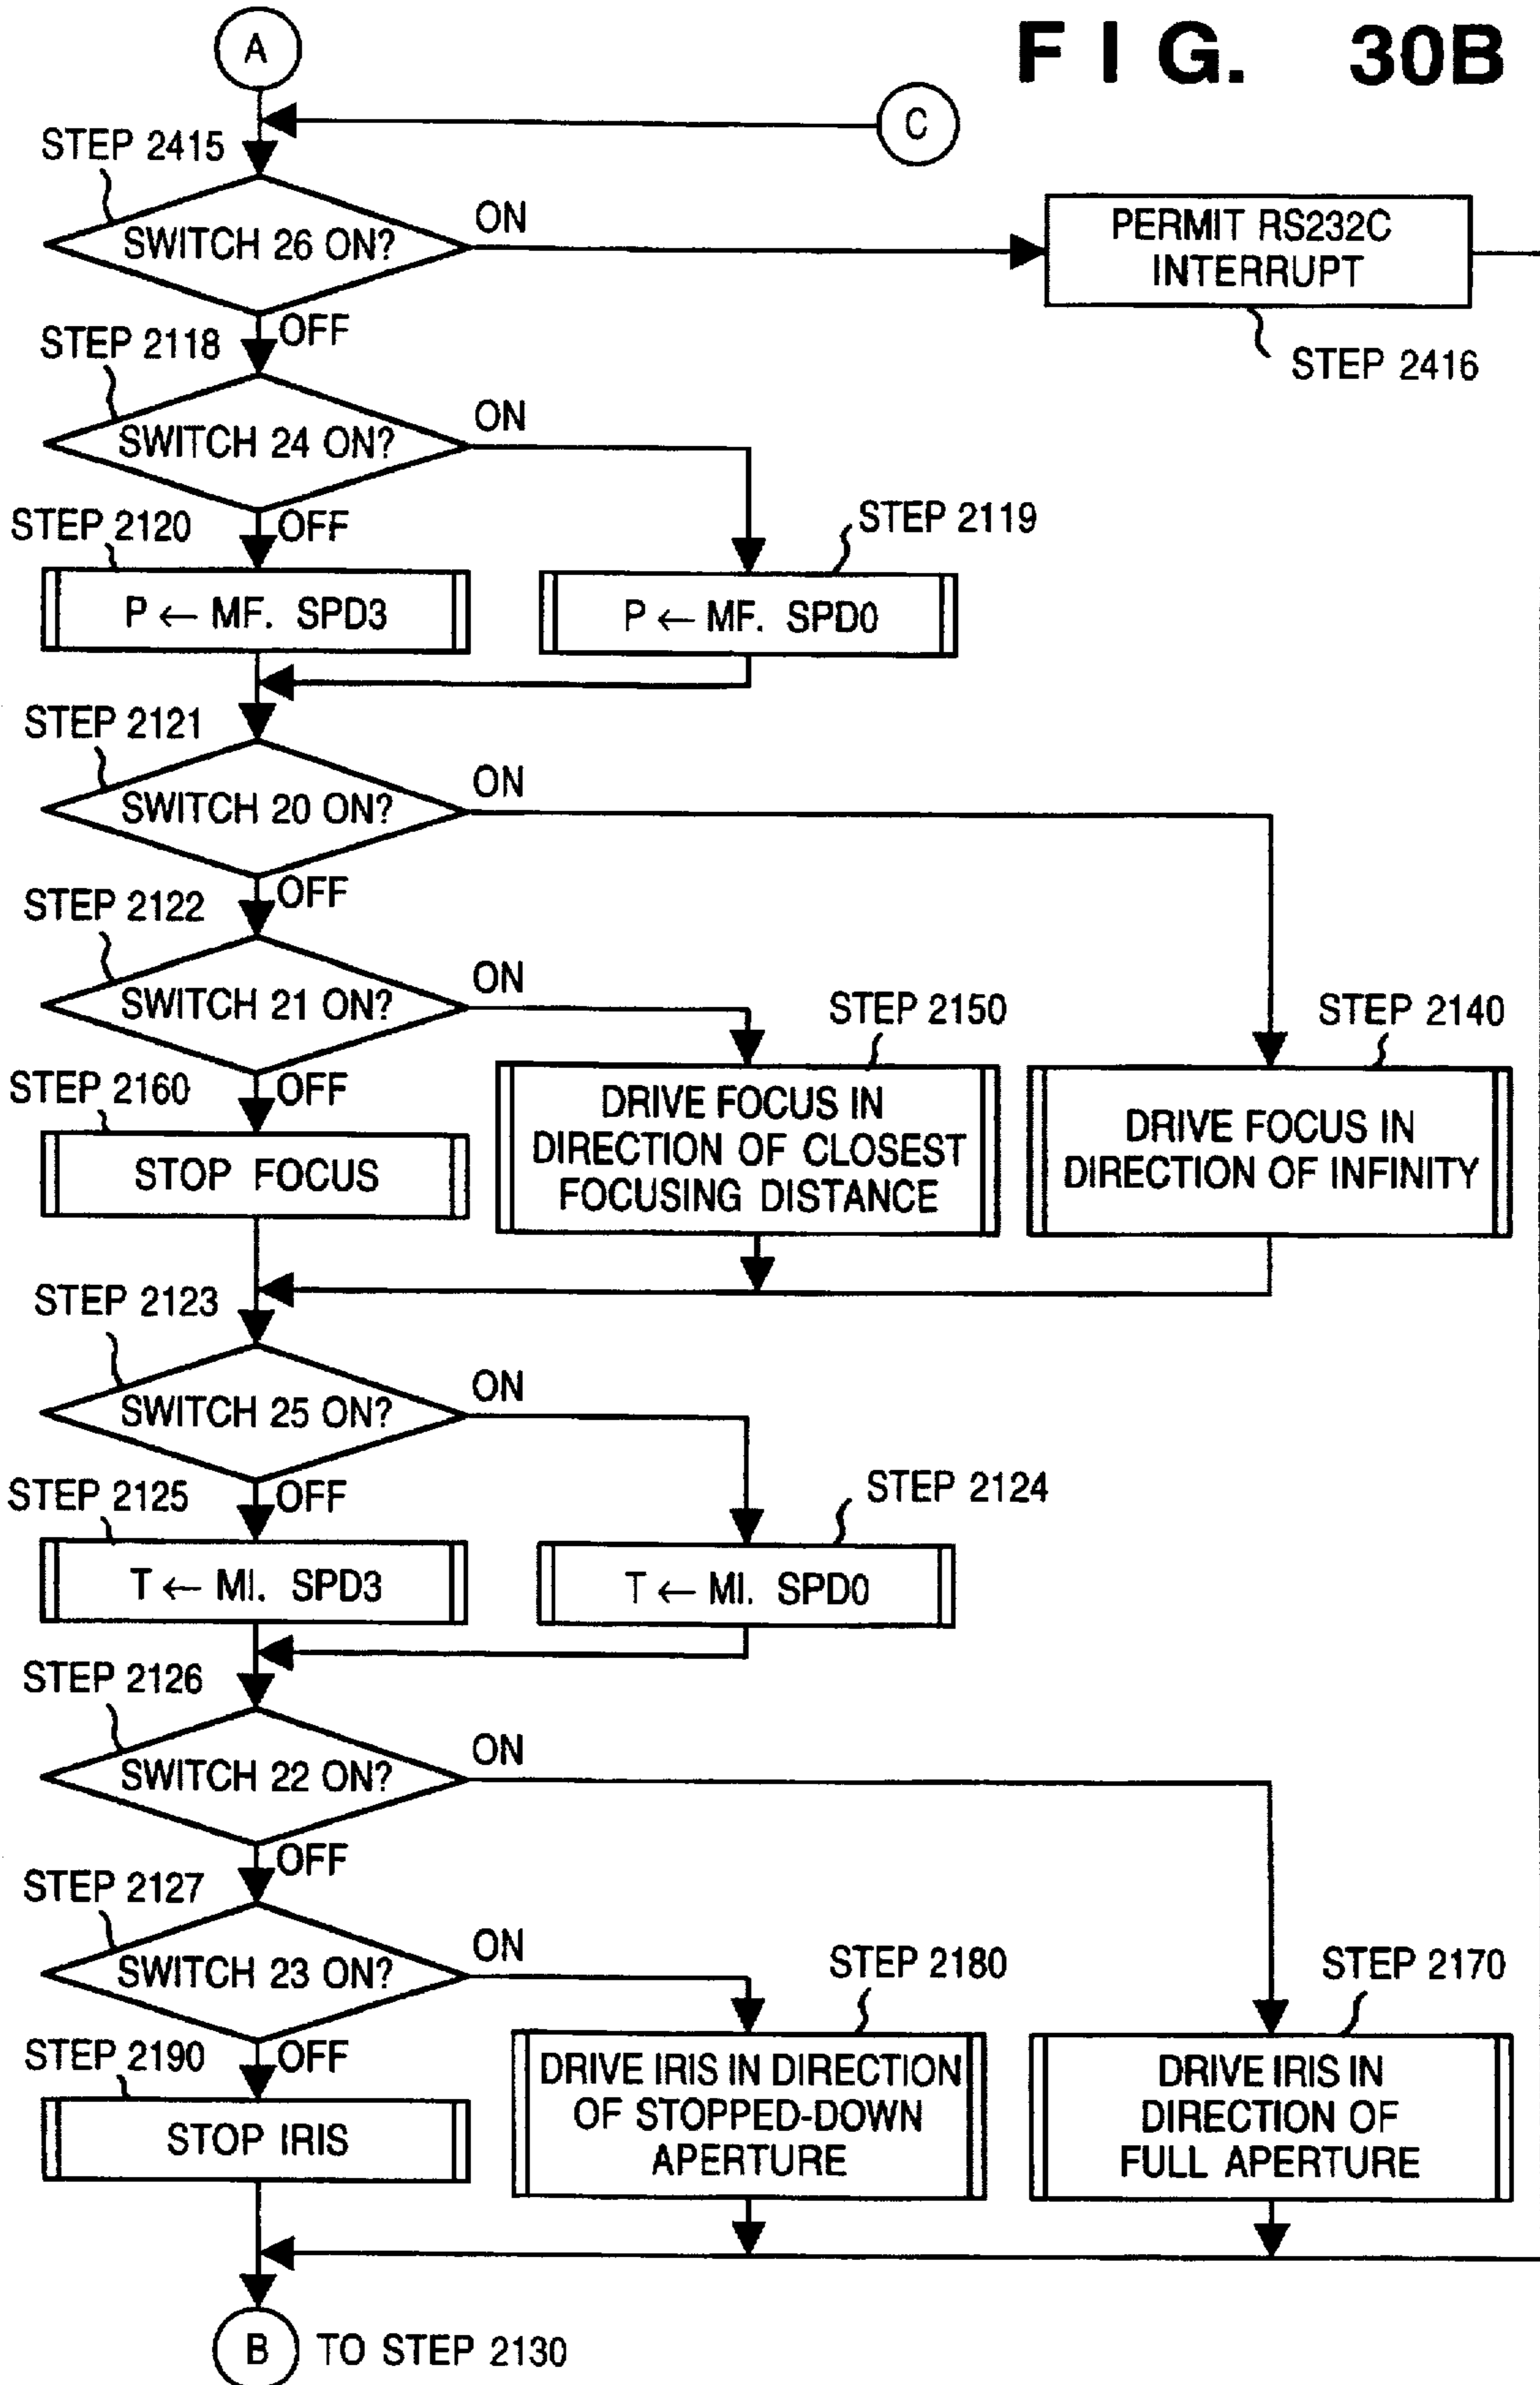 A
F I G. 30B
C
STEP 2415
SWITCH 26 ON?
ON
PERMIT RS232C
INTERRUPT
STEP 2416
OFF
STEP 2118
SWITCH 24 ON?
ON
OFF
STEP 2120
STEP 2119
P ← MF. SPD3
P ← MF. SPD0
STEP 2121
SWITCH 20 ON?
ON
OFF
STEP 2122
SWITCH 21 ON?
ON
STEP 2150
STEP 2140
OFF
STEP 2160
STOP FOCUS
DRIVE FOCUS IN
DIRECTION OF CLOSEST
FOCUSING DISTANCE
DRIVE FOCUS IN
DIRECTION OF INFINITY
STEP 2123
SWITCH 25 ON?
ON
OFF
STEP 2125
STEP 2124
T ← MI. SPD3
T ← MI. SPD0
STEP 2126
SWITCH 22 ON?
ON
OFF
STEP 2127
SWITCH 23 ON?
ON
STEP 2180
STEP 2170
OFF
STEP 2190
STOP IRIS
DRIVE IRIS IN DIRECTION
OF STOPPED-DOWN
APERTURE
DRIVE IRIS IN
DIRECTION OF
FULL APERTURE
B TO STEP 2130